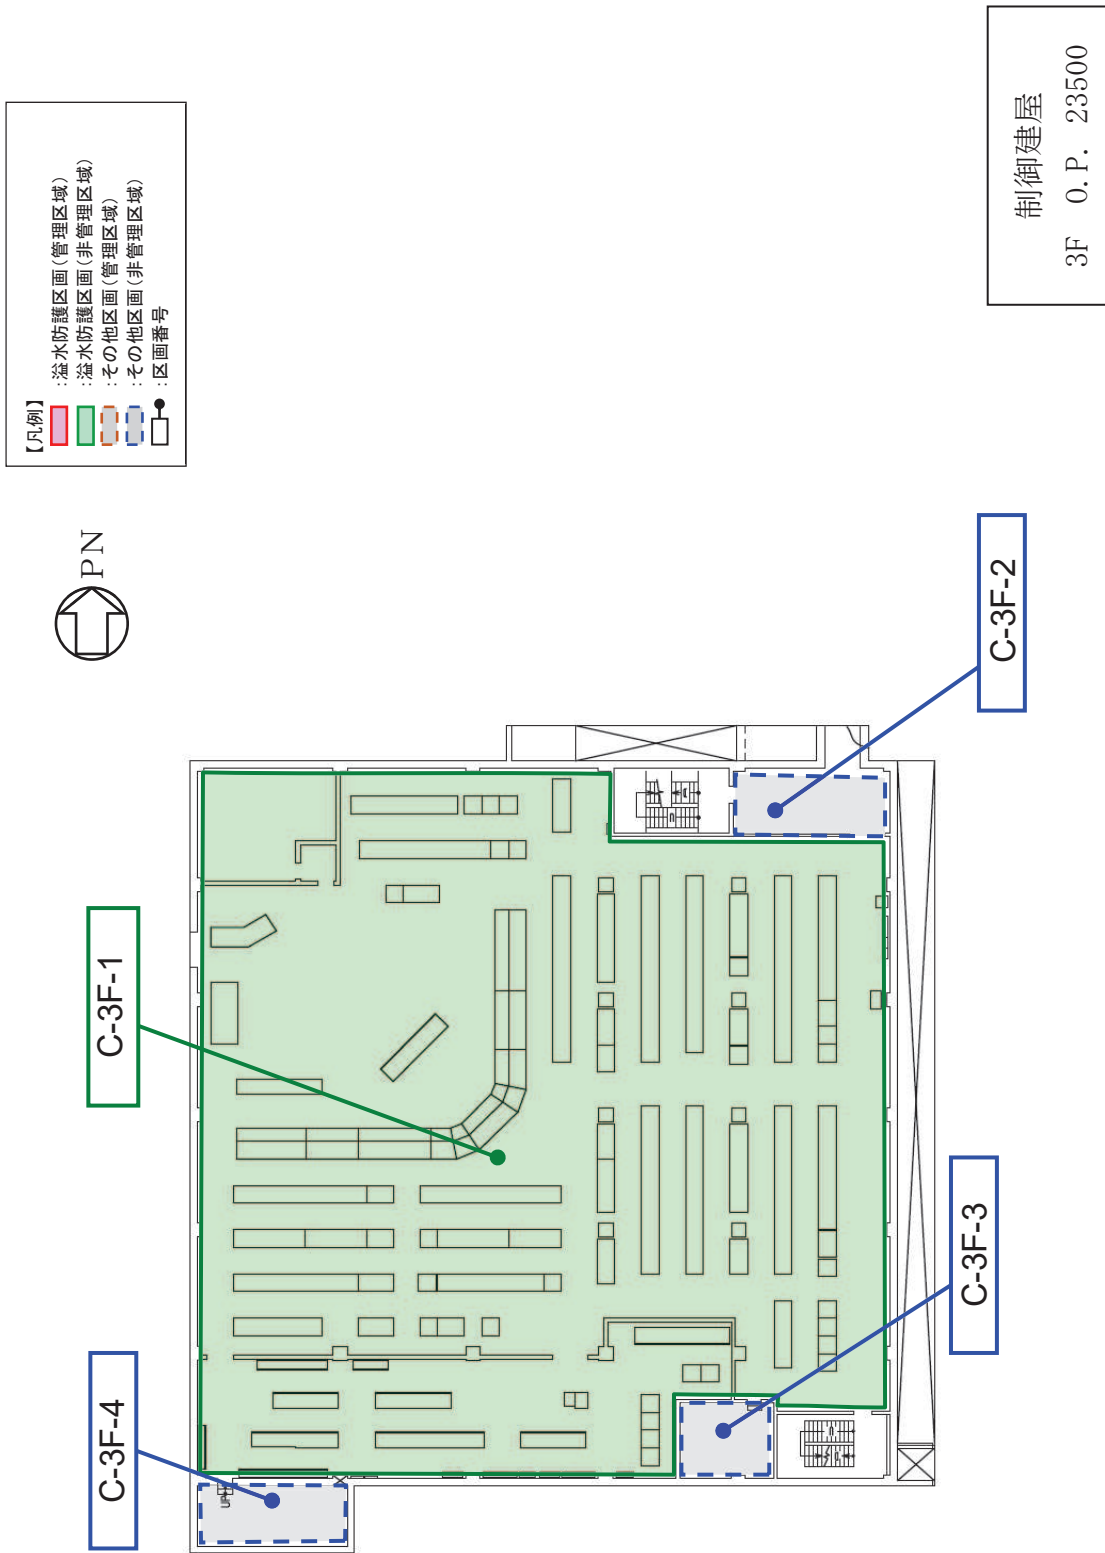 【凡例】
:溢水防護区画(管理区域)
:溢水防護区画(非管理区域)
:その他区画(管理区域)
:その他区画(非管理区域)
:区画番号
PN
C-3F-4
C-3F-1
C-3F-3
C-3F-2
UP
制御建屋
3F O.P. 23500